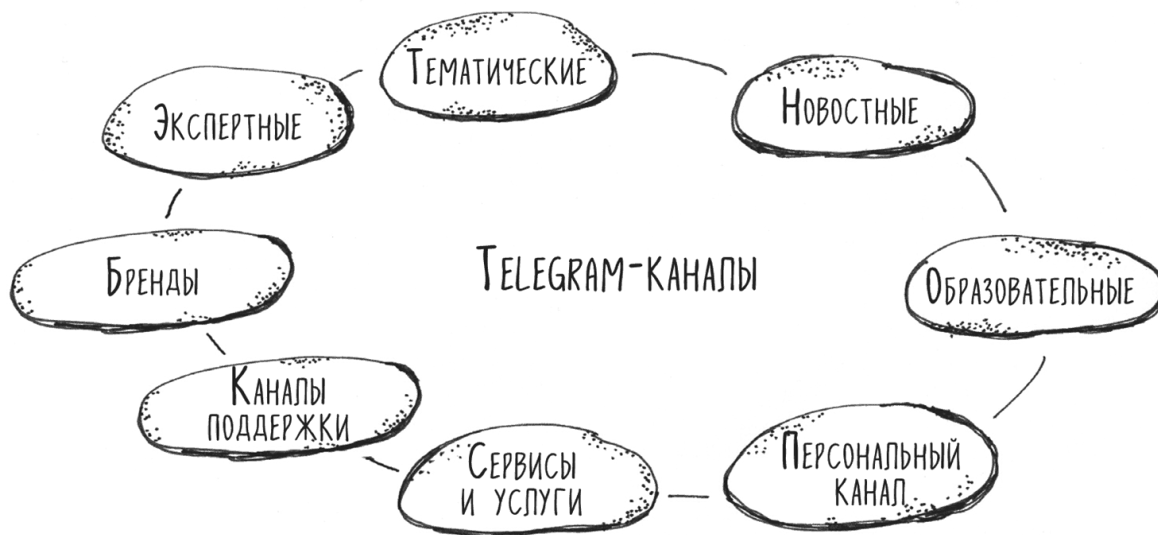 Тематические
Экспертные
Новостные
Бренды
Telegram-каналы
Образовательные
Каналы
поддержки
Сервисы
и услуги
Персональный
канал